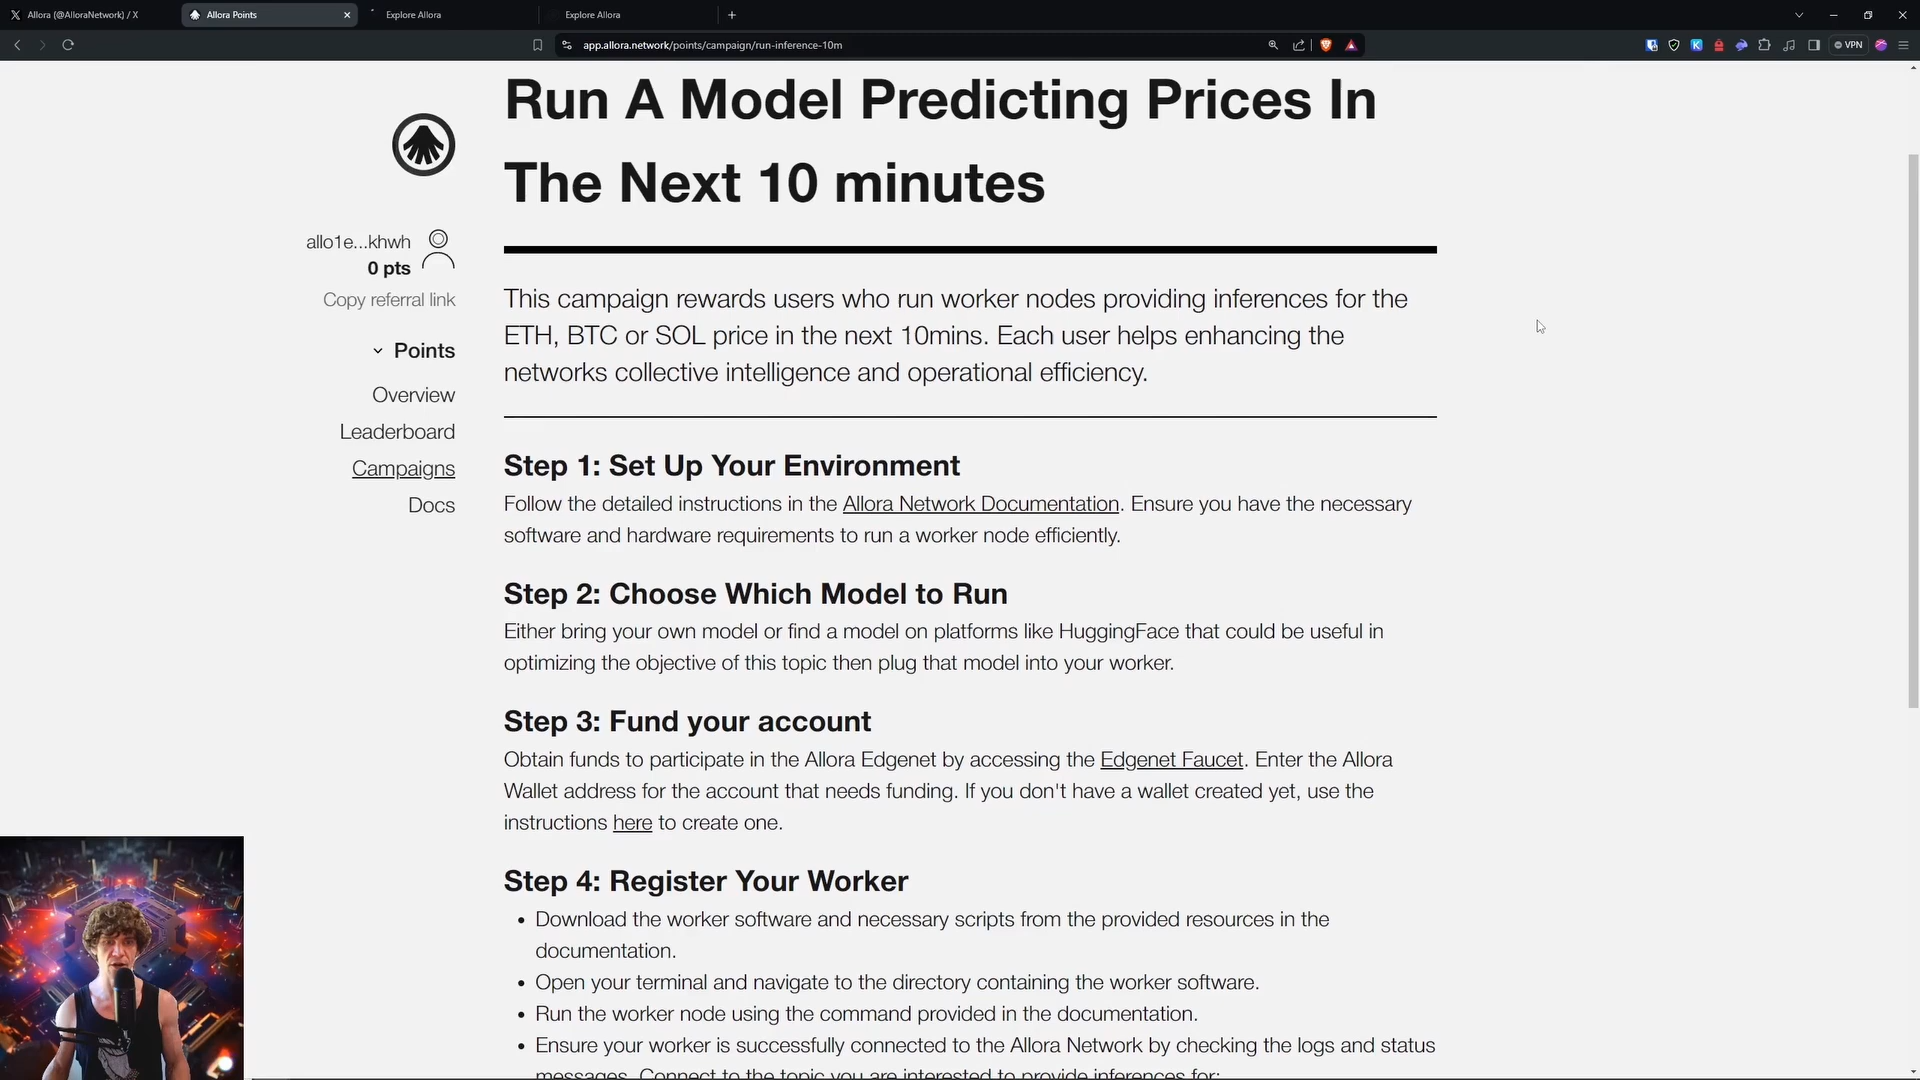 Allora (@AlloraNetwork) / X
Allora Points
Explore Allora
Explore Allora
app.allora.network/points/campaign/run-inference-10m
VPN
Run A Model Predicting Prices In
The Next 10 minutes
allo1e...khwh
0 pts
Copy referral link
Points
Overview
Leaderboard
Campaigns
Docs
This campaign rewards users who run worker nodes providing inferences for the
ETH, BTC or SOL price in the next 10mins. Each user helps enhancing the
networks collective intelligence and operational efficiency.
Step 1: Set Up Your Environment
Follow the detailed instructions in the Allora Network Documentation. Ensure you have the necessary
software and hardware requirements to run a worker node efficiently.
Step 2: Choose Which Model to Run
Either bring your own model or find a model on platforms like HuggingFace that could be useful in
optimizing the objective of this topic then plug that model into your worker.
Step 3: Fund your account
Obtain funds to participate in the Allora Edgenet by accessing the Edgenet Faucet. Enter the Allora
Wallet address for the account that needs funding. If you don't have a wallet created yet, use the
instructions here to create one.
Step 4: Register Your Worker
• Download the worker software and necessary scripts from the provided resources in the
documentation.
• Open your terminal and navigate to the directory containing the worker software.
• Run the worker node using the command provided in the documentation.
• Ensure your worker is successfully connected to the Allora Network by checking the logs and status
messages. Connect to the topic you are interested to provide inferences for: